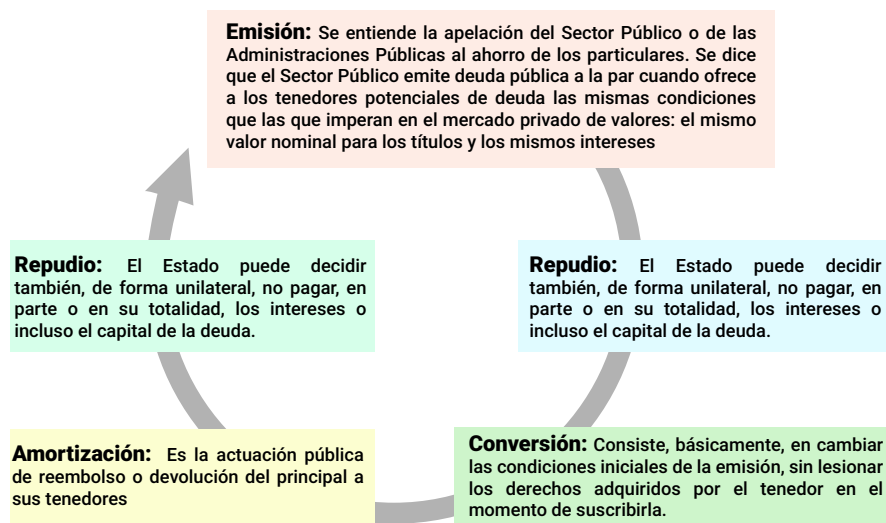 Emisión: Se entiende la apelación del Sector Público o de las
Administraciones Públicas al ahorro de los particulares. Se dice
que el Sector Público emite deuda pública a la par cuando ofrece
a los tenedores potenciales de deuda las mismas condiciones
que las que imperan en el mercado privado de valores: el mismo
valor nominal para los títulos y los mismos intereses
Repudio: El Estado puede decidir
también, de forma unilateral, no pagar, en
parte o en su totalidad, los intereses o
incluso el capital de la deuda.
Repudio: El Estado puede decidir
también, de forma unilateral, no pagar, en
parte o en su totalidad, los intereses o
incluso el capital de la deuda.
Amortización: Es la actuación pública
de reembolso o devolución del principal a
sus tenedores
Conversión: Consiste, básicamente, en cambiar
las condiciones iniciales de la emisión, sin lesionar
los derechos adquiridos por el tenedor en el
momento de suscribirla.